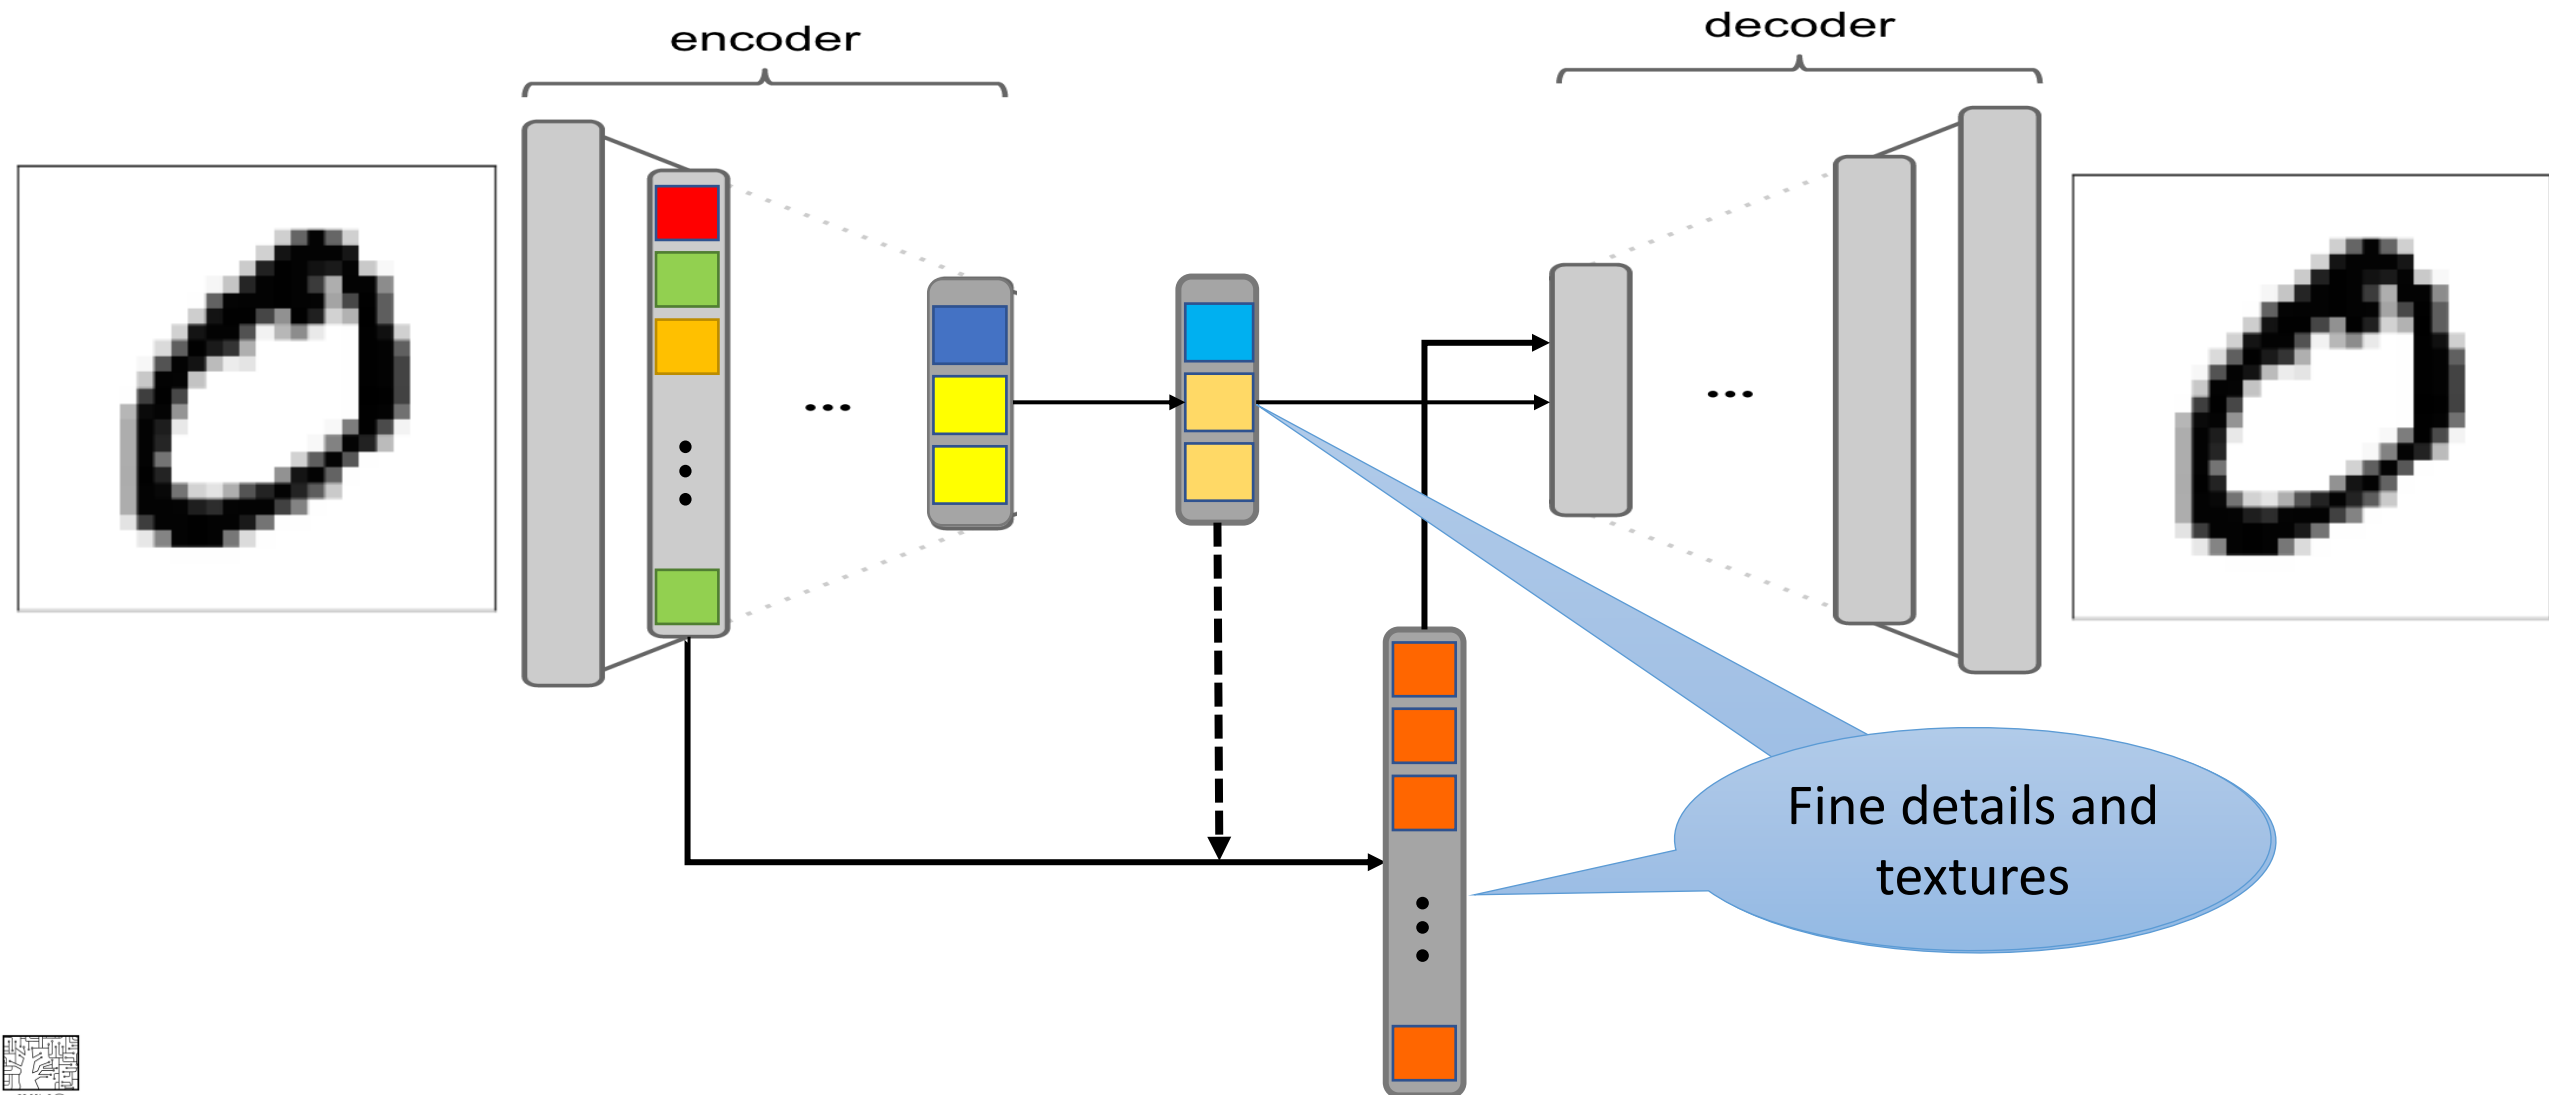 encoder
decoder
...
...
Fine details and
textures